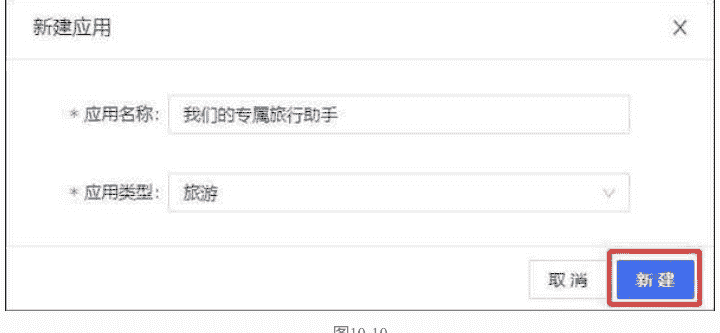 新建应用
* 应用名称： 我们的专属旅行助手
* 应用类型： 旅游
取消 新建
图10-10